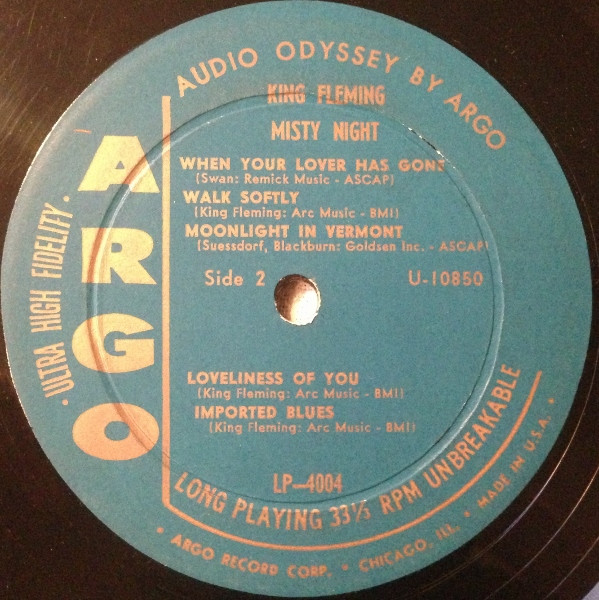 AUDIO ODYSSEY BY ARGO
KING FLEMING
MISTY NIGHT
ARGO
· ULTRA HIGH FIDELITY ·
WHEN YOUR LOVER HAS GONE
(Swan: Remick Music - ASCAP)
WALK SOFTLY
(King Fleming: Arc Music - BMI)
MOONLIGHT IN VERMONT
(Suessdorf, Blackburn: Goldsen Inc. - ASCAP)
Side 2
U-10850
LOVELINESS OF YOU
(King Fleming: Arc Music - BMI)
IMPORTED BLUES
(King Fleming: Arc Music - BMI)
LP-4004
LONG PLAYING 33⅓ RPM UNBREAKABLE
· ARGO RECORD CORP. · CHICAGO, ILL. · MADE IN U.S.A. ·